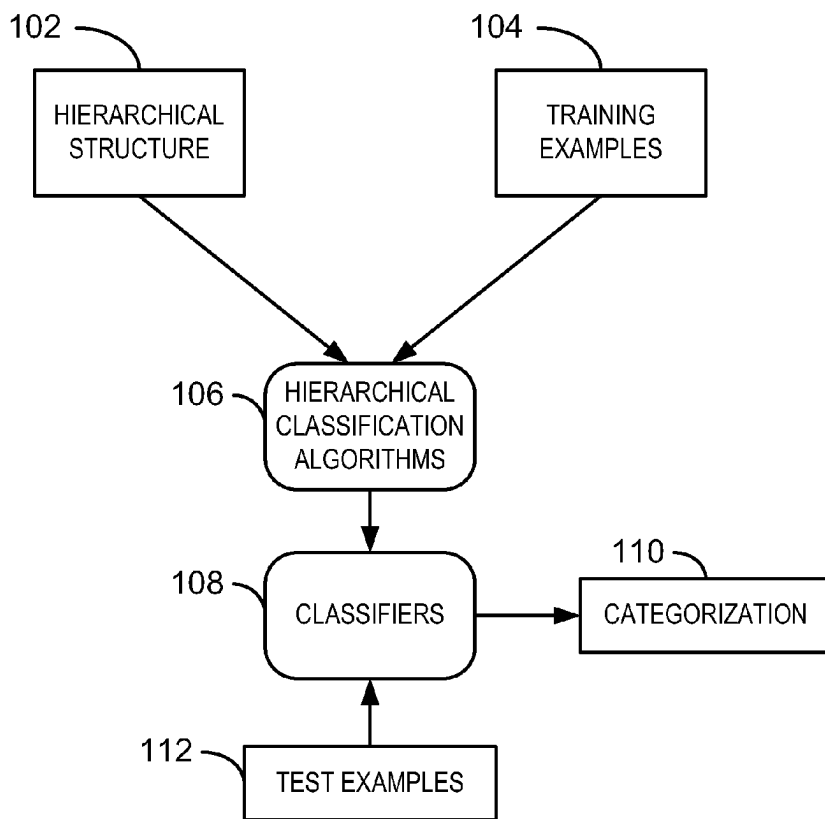 102
104
HIERARCHICAL
STRUCTURE
TRAINING
EXAMPLES
106
HIERARCHICAL
CLASSIFICATION
ALGORITHMS
108
CLASSIFIERS
110
CATEGORIZATION
112
TEST EXAMPLES